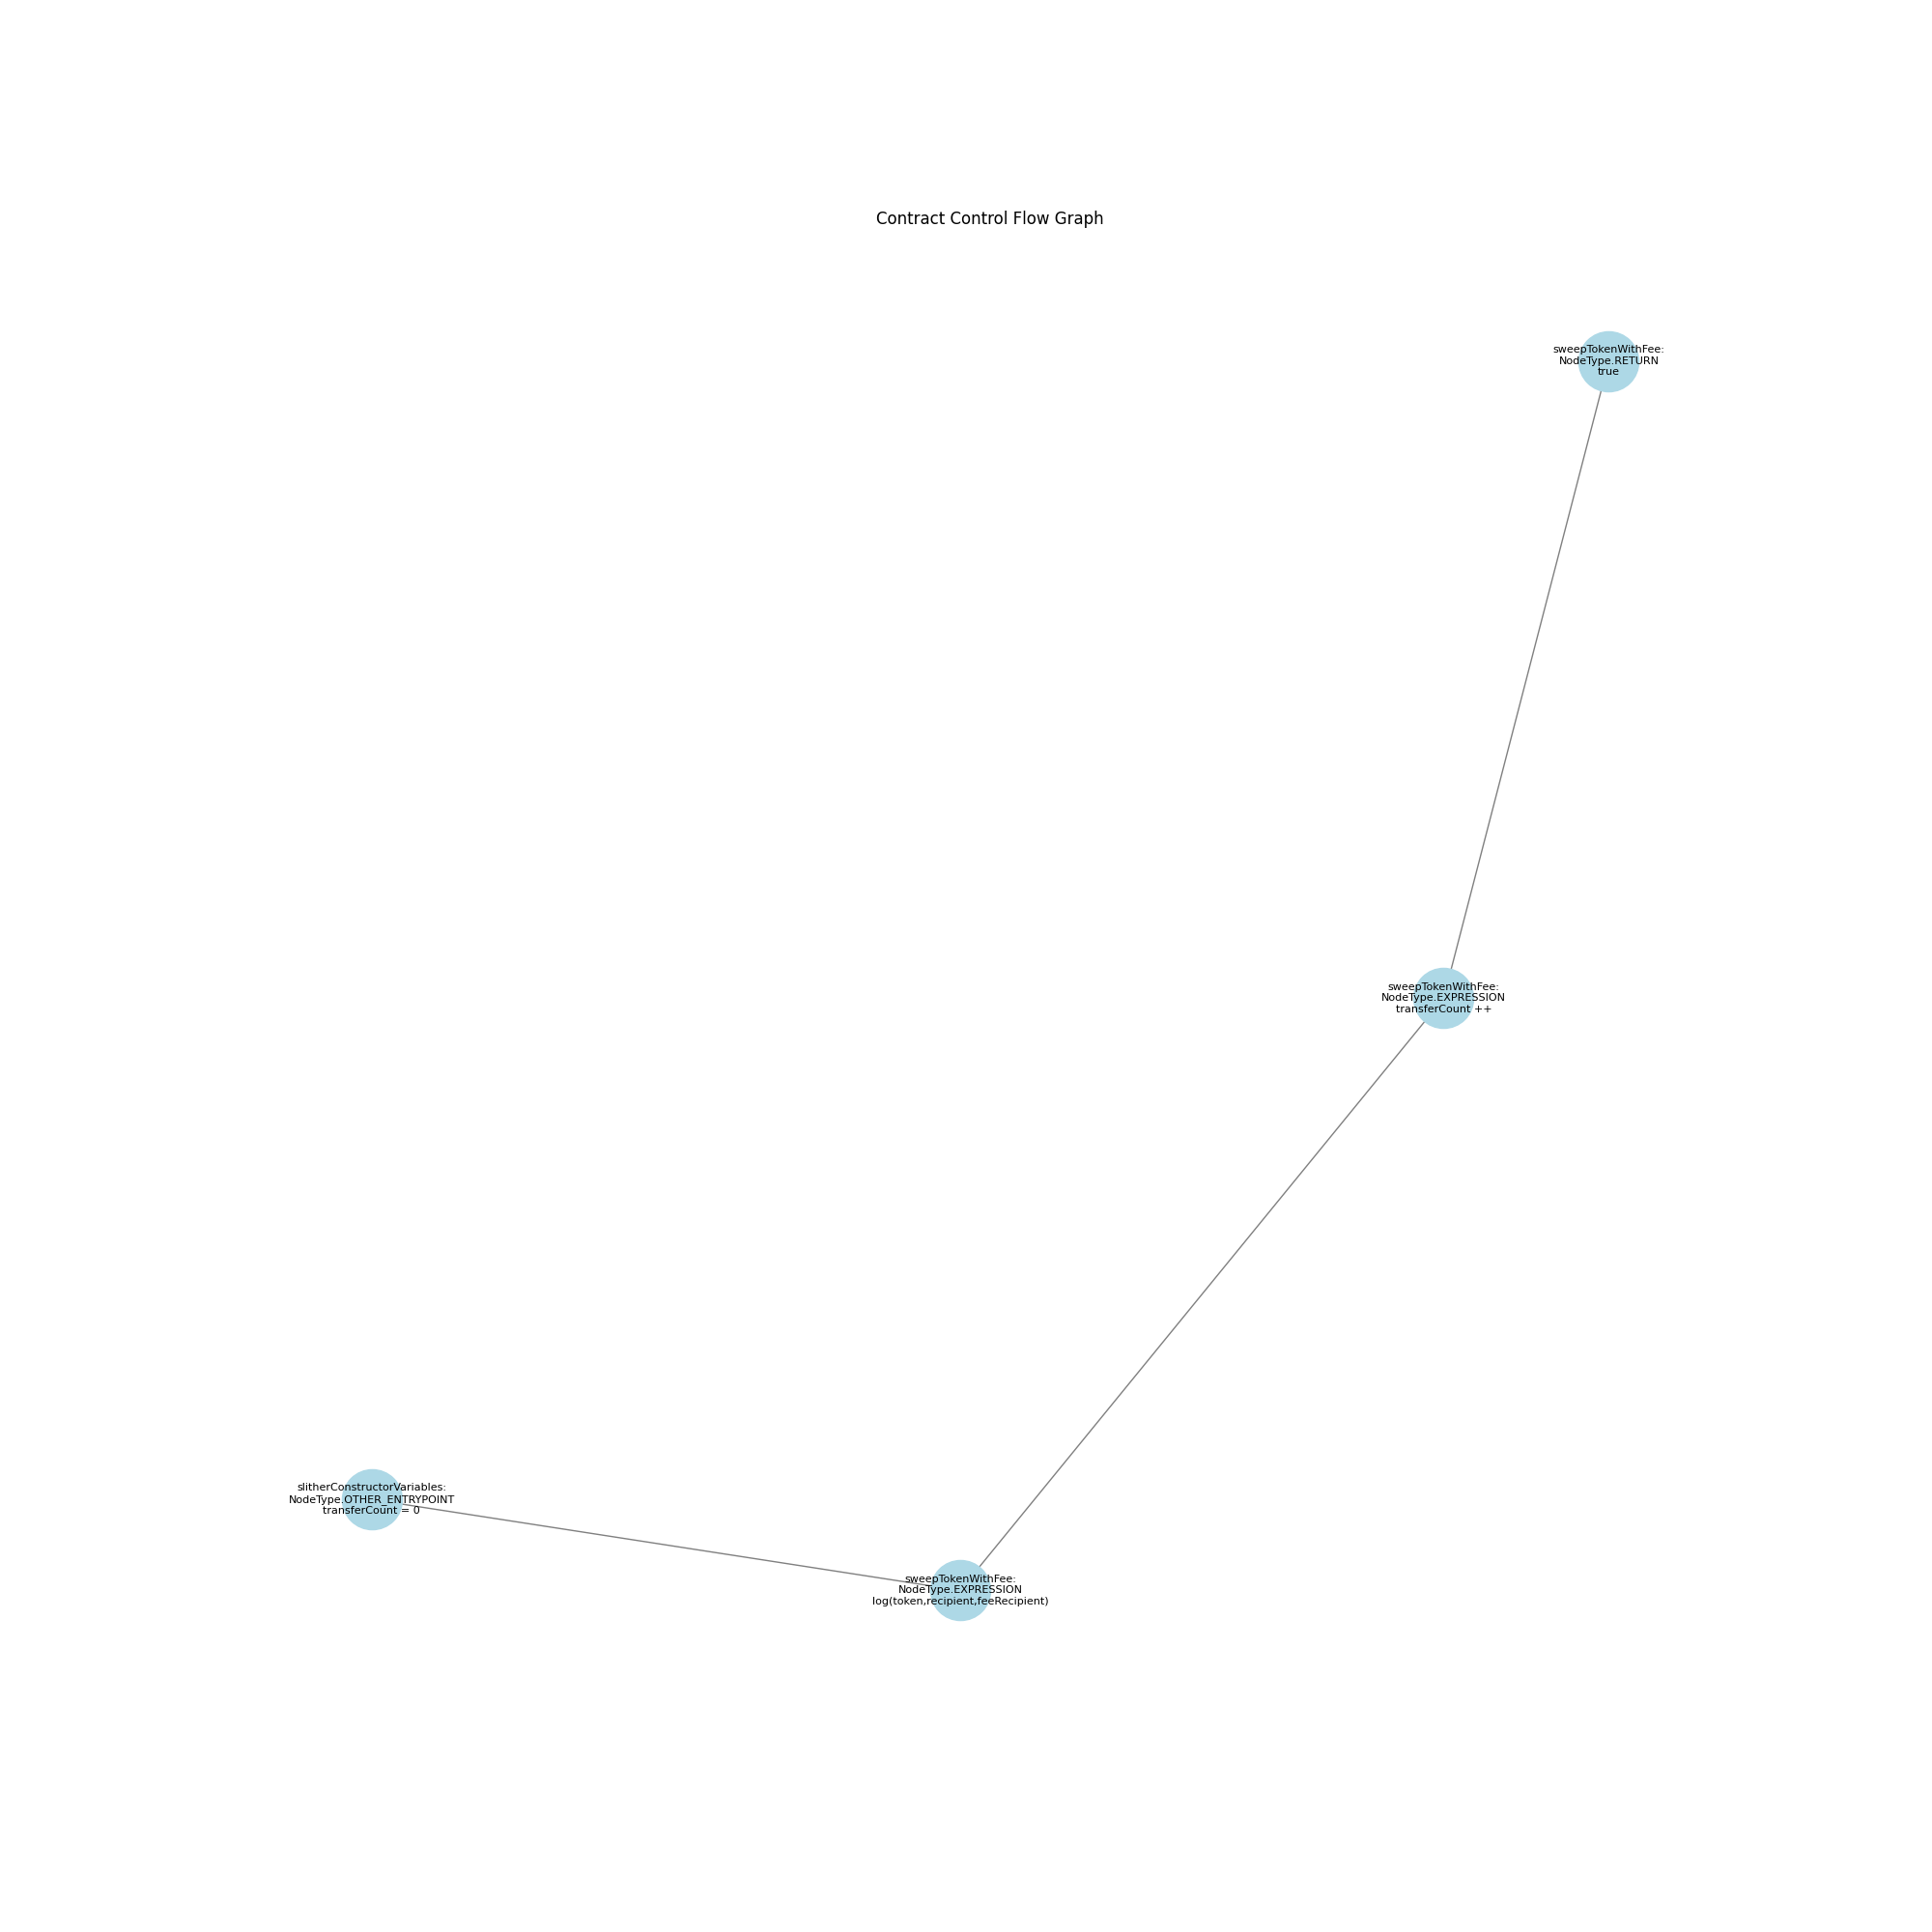 Contract Control Flow Graph
sweepTokenWithFee:
NodeType.RETURN
true
sweepTokenWithFee:
NodeType.EXPRESSION
transferCount ++
slitherConstructorVariables:
NodeType.OTHER_ENTRYPOINT
transferCount = 0
sweepTokenWithFee:
NodeType.EXPRESSION
log(token,recipient,feeRecipient)